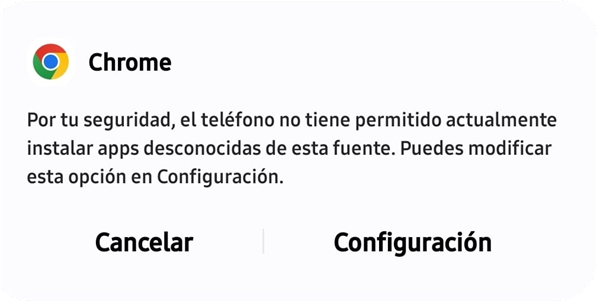 Chrome
Por tu seguridad, el teléfono no tiene permitido actualmente
instalar apps desconocidas de esta fuente. Puedes modificar
esta opción en Configuración.
Cancelar
Configuración